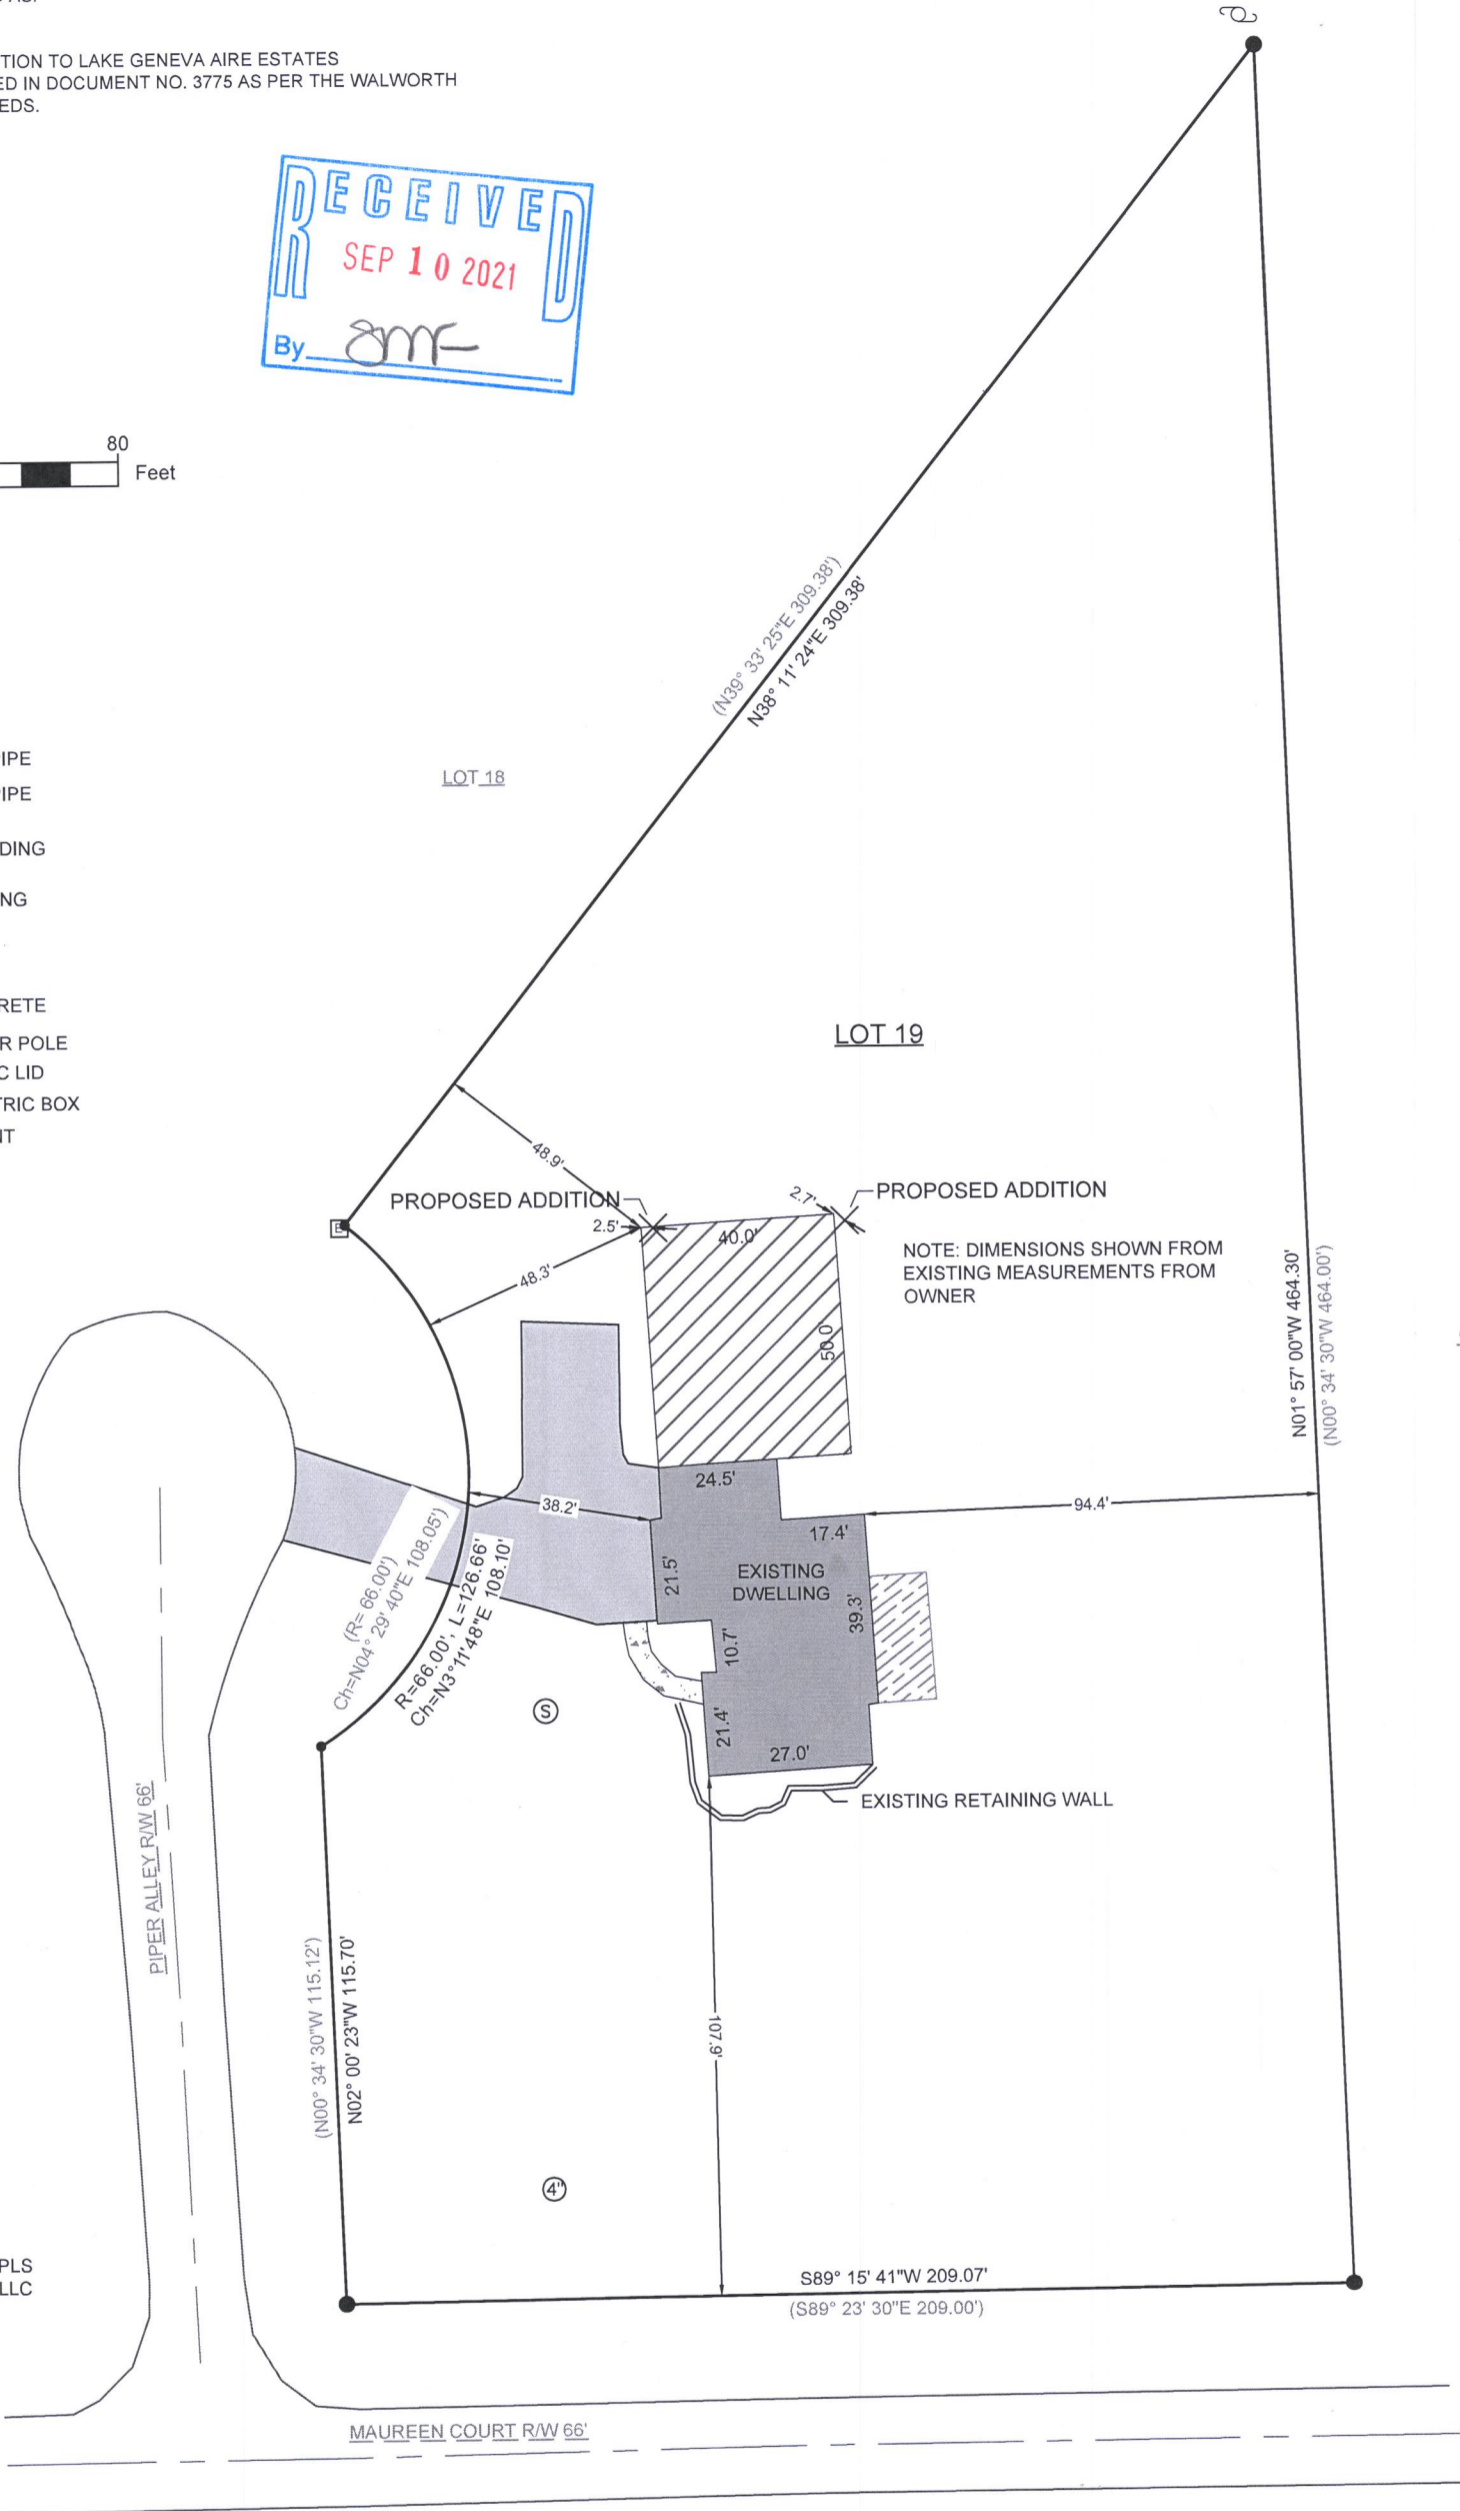 TION TO LAKE GENEVA AIRE ESTATES
ED IN DOCUMENT NO. 3775 AS PER THE WALWORTH
EDS.
RECEIVED
SEP 10 2021
By
80
Feet
(N39° 33' 25"E 309.38')
N38° 11' 24"E 309.38'
IPE
IPE
DING
NG
RETE
R POLE
C LID
TRIC BOX
NT
LOT 18
LOT 19
48.9'
PROPOSED ADDITION
2.5'
2.7'
PROPOSED ADDITION
40.0'
E
48.3'
NOTE: DIMENSIONS SHOWN FROM
EXISTING MEASUREMENTS FROM
OWNER
50.0'
N01° 57' 00"W 464.30'
(N00° 34' 30"W 464.00')
24.5'
38.2'
94.4'
17.4'
EXISTING
DWELLING
21.5'
39.3'
10.7'
(R= 66.00')
Ch=N04° 29' 40"E 108.05')
R=66.00', L=126.66'
Ch=N3°11'48"E 108.10'
S
21.4'
27.0'
EXISTING RETAINING WALL
PIPER ALLEY R/W 66'
(N00° 34' 30"W 115.12')
N02° 00' 23"W 115.70'
107.9'
4"
PLS
LLC
S89° 15' 41"W 209.07'
(S89° 23' 30"E 209.00')
MAUREEN COURT R/W 66'